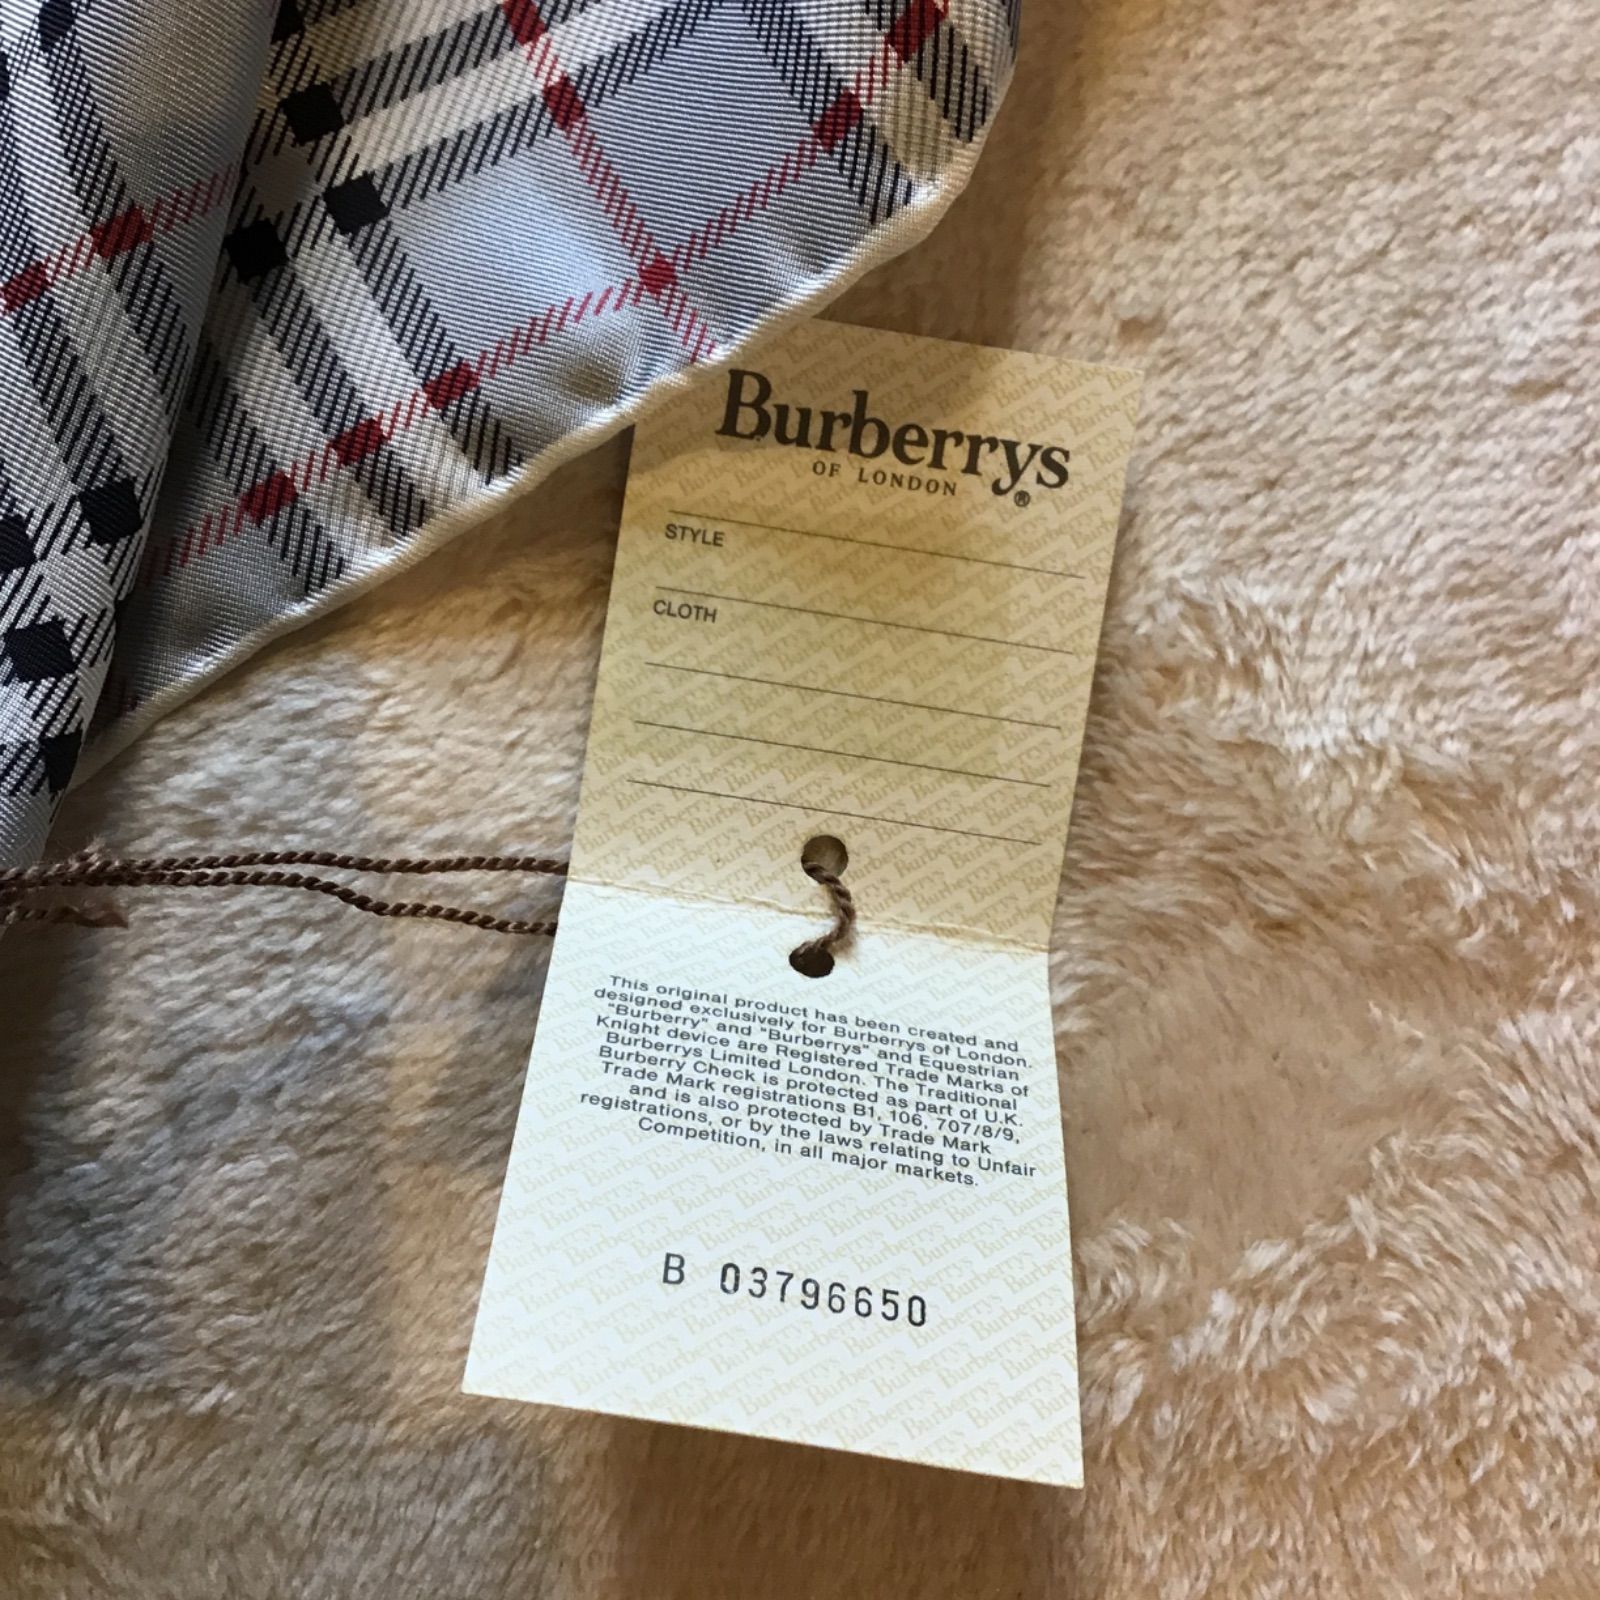 Burberrys
OF LONDON ®
STYLE
CLOTH
This original product has been created and
designed exclusively for Burberrys of London.
"Burberry" and "Burberrys" and Equestrian
Knight device are Registered Trade Marks of
Burberrys Limited London. The Traditional
Burberry Check is protected as part of U.K.
Trade Mark registrations B1, 106, 707/8/9,
and is also protected by Trade Mark
registrations, or by the laws relating to Unfair
Competition, in all major markets.
B 03796650